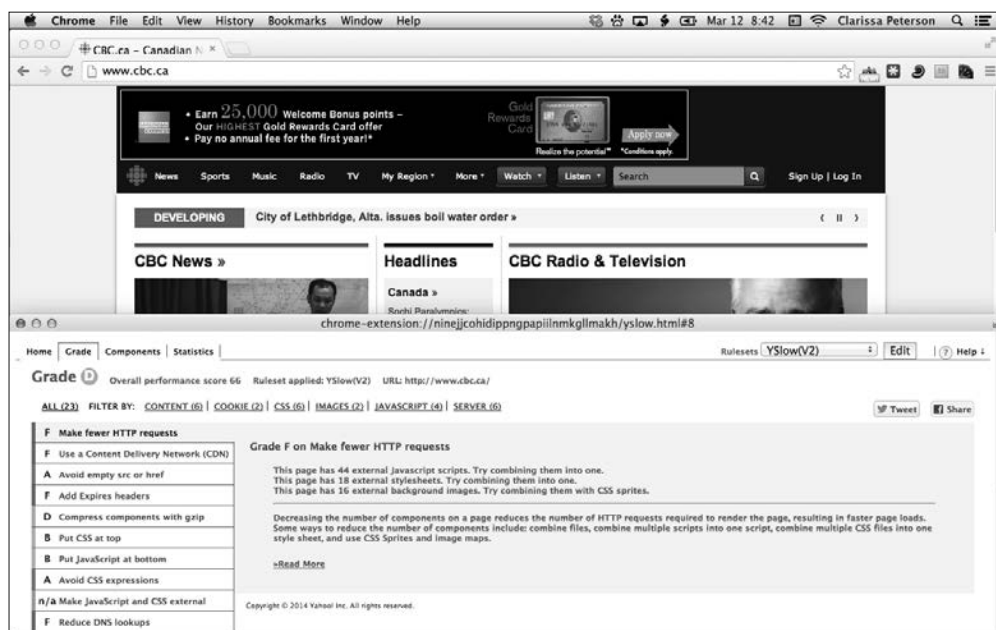 Chrome File Edit View History Bookmarks Window Help Mar 12 8:42 Clarissa Peterson
CBC.ca – Canadian N ×
www.cbc.ca
• Earn 25,000 Welcome Bonus points –
Our HIGHEST Gold Rewards Card offer
• Pay no annual fee for the first year!*
Gold
Rewards
Card
Realize the potential™
Apply now
*Conditions apply.
News Sports Music Radio TV My Region More Watch Listen Search Sign Up | Log In
DEVELOPING City of Lethbridge, Alta. issues boil water order »
CBC News » Headlines CBC Radio & Television
Canada »
Sochi Paralympics:
chrome-extension://ninejjcohidippngpapiilnmkgllmakh/yslow.html#8
Home Grade Components Statistics Rulesets YSlow(V2) Edit ? Help
Grade D Overall performance score 66 Ruleset applied: YSlow(V2) URL: http://www.cbc.ca/
ALL (23) FILTER BY: CONTENT (6) | COOKIE (2) | CSS (6) | IMAGES (2) | JAVASCRIPT (4) | SERVER (6) Tweet Share
F Make fewer HTTP requests
F Use a Content Delivery Network (CDN)
A Avoid empty src or href
F Add Expires headers
D Compress components with gzip
B Put CSS at top
B Put JavaScript at bottom
A Avoid CSS expressions
n/a Make JavaScript and CSS external
F Reduce DNS lookups
Grade F on Make fewer HTTP requests
This page has 44 external Javascript scripts. Try combining them into one.
This page has 18 external stylesheets. Try combining them into one.
This page has 16 external background images. Try combining them with CSS sprites.
Decreasing the number of components on a page reduces the number of HTTP requests required to render the page, resulting in faster page loads.
Some ways to reduce the number of components include: combine files, combine multiple scripts into one script, combine multiple CSS files into one
style sheet, and use CSS Sprites and image maps.
»Read More
Copyright © 2014 Yahoo! Inc. All rights reserved.